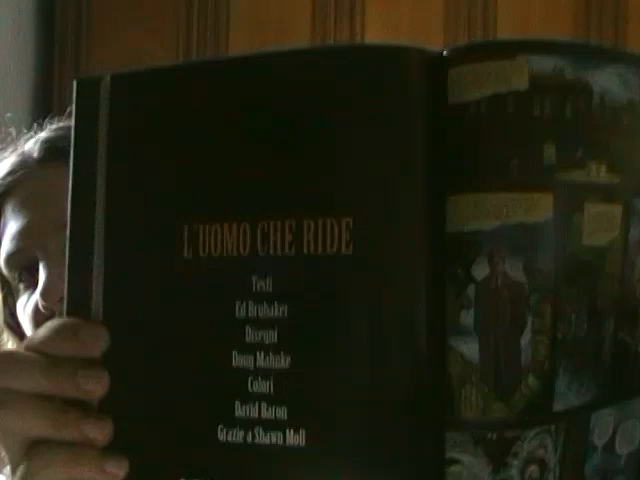 L'UOMO CHE RIDE
Testi
Ed Brubaker
Disegni
Doug Mahnke
Colori
David Baron
Grazie a Shawn Moll